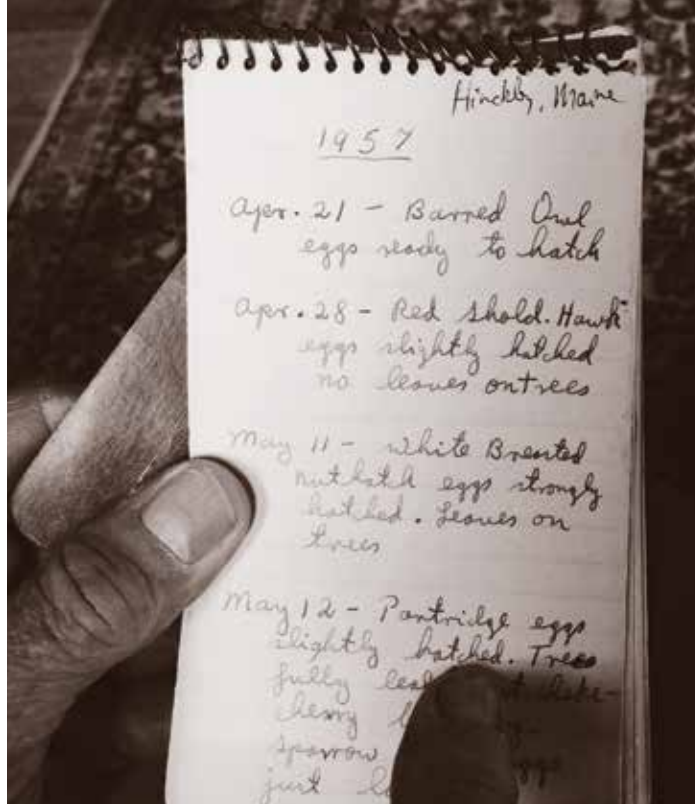 Hinckly, Maine
1957
Apr. 21 - Barred Owl
eggs ready to hatch
Apr. 28 - Red Shold. Hawk
eggs slightly hatched
no leaves on trees
May 11 - White Breasted
nuthatch eggs strongly
hatched. Leaves on
trees
May 12 - Partridge eggs
slightly hatched. Trees
fully
cherry
sparrow
just